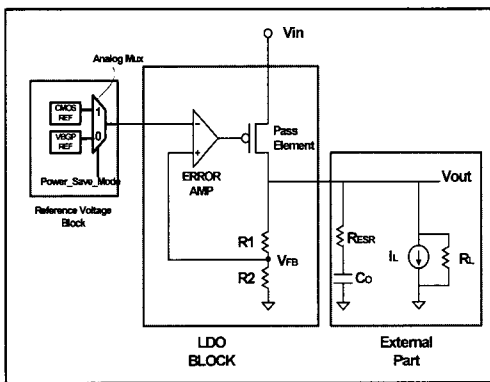 Analog Mux
Vin
CMOS
REF
1
VBGP
REF
0
Power_Save_Mode
Reference Voltage
Block
-
+
ERROR
AMP
Pass
Element
Vout
R1
VFB
R2
RESR
CO
IL
RL
LDO
BLOCK
External
Part